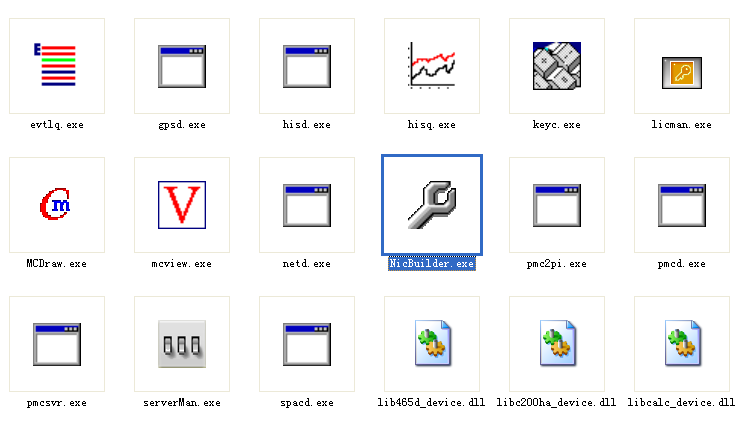 evtlq.exe
gpsd.exe
hisd.exe
hisq.exe
keyc.exe
licman.exe
MCDraw.exe
mcview.exe
netd.exe
NicBuilder.exe
pmc2pi.exe
pmcd.exe
pmcsvr.exe
serverMan.exe
spacd.exe
lib465d_device.dll
libc200ha_device.dll
libcalc_device.dll